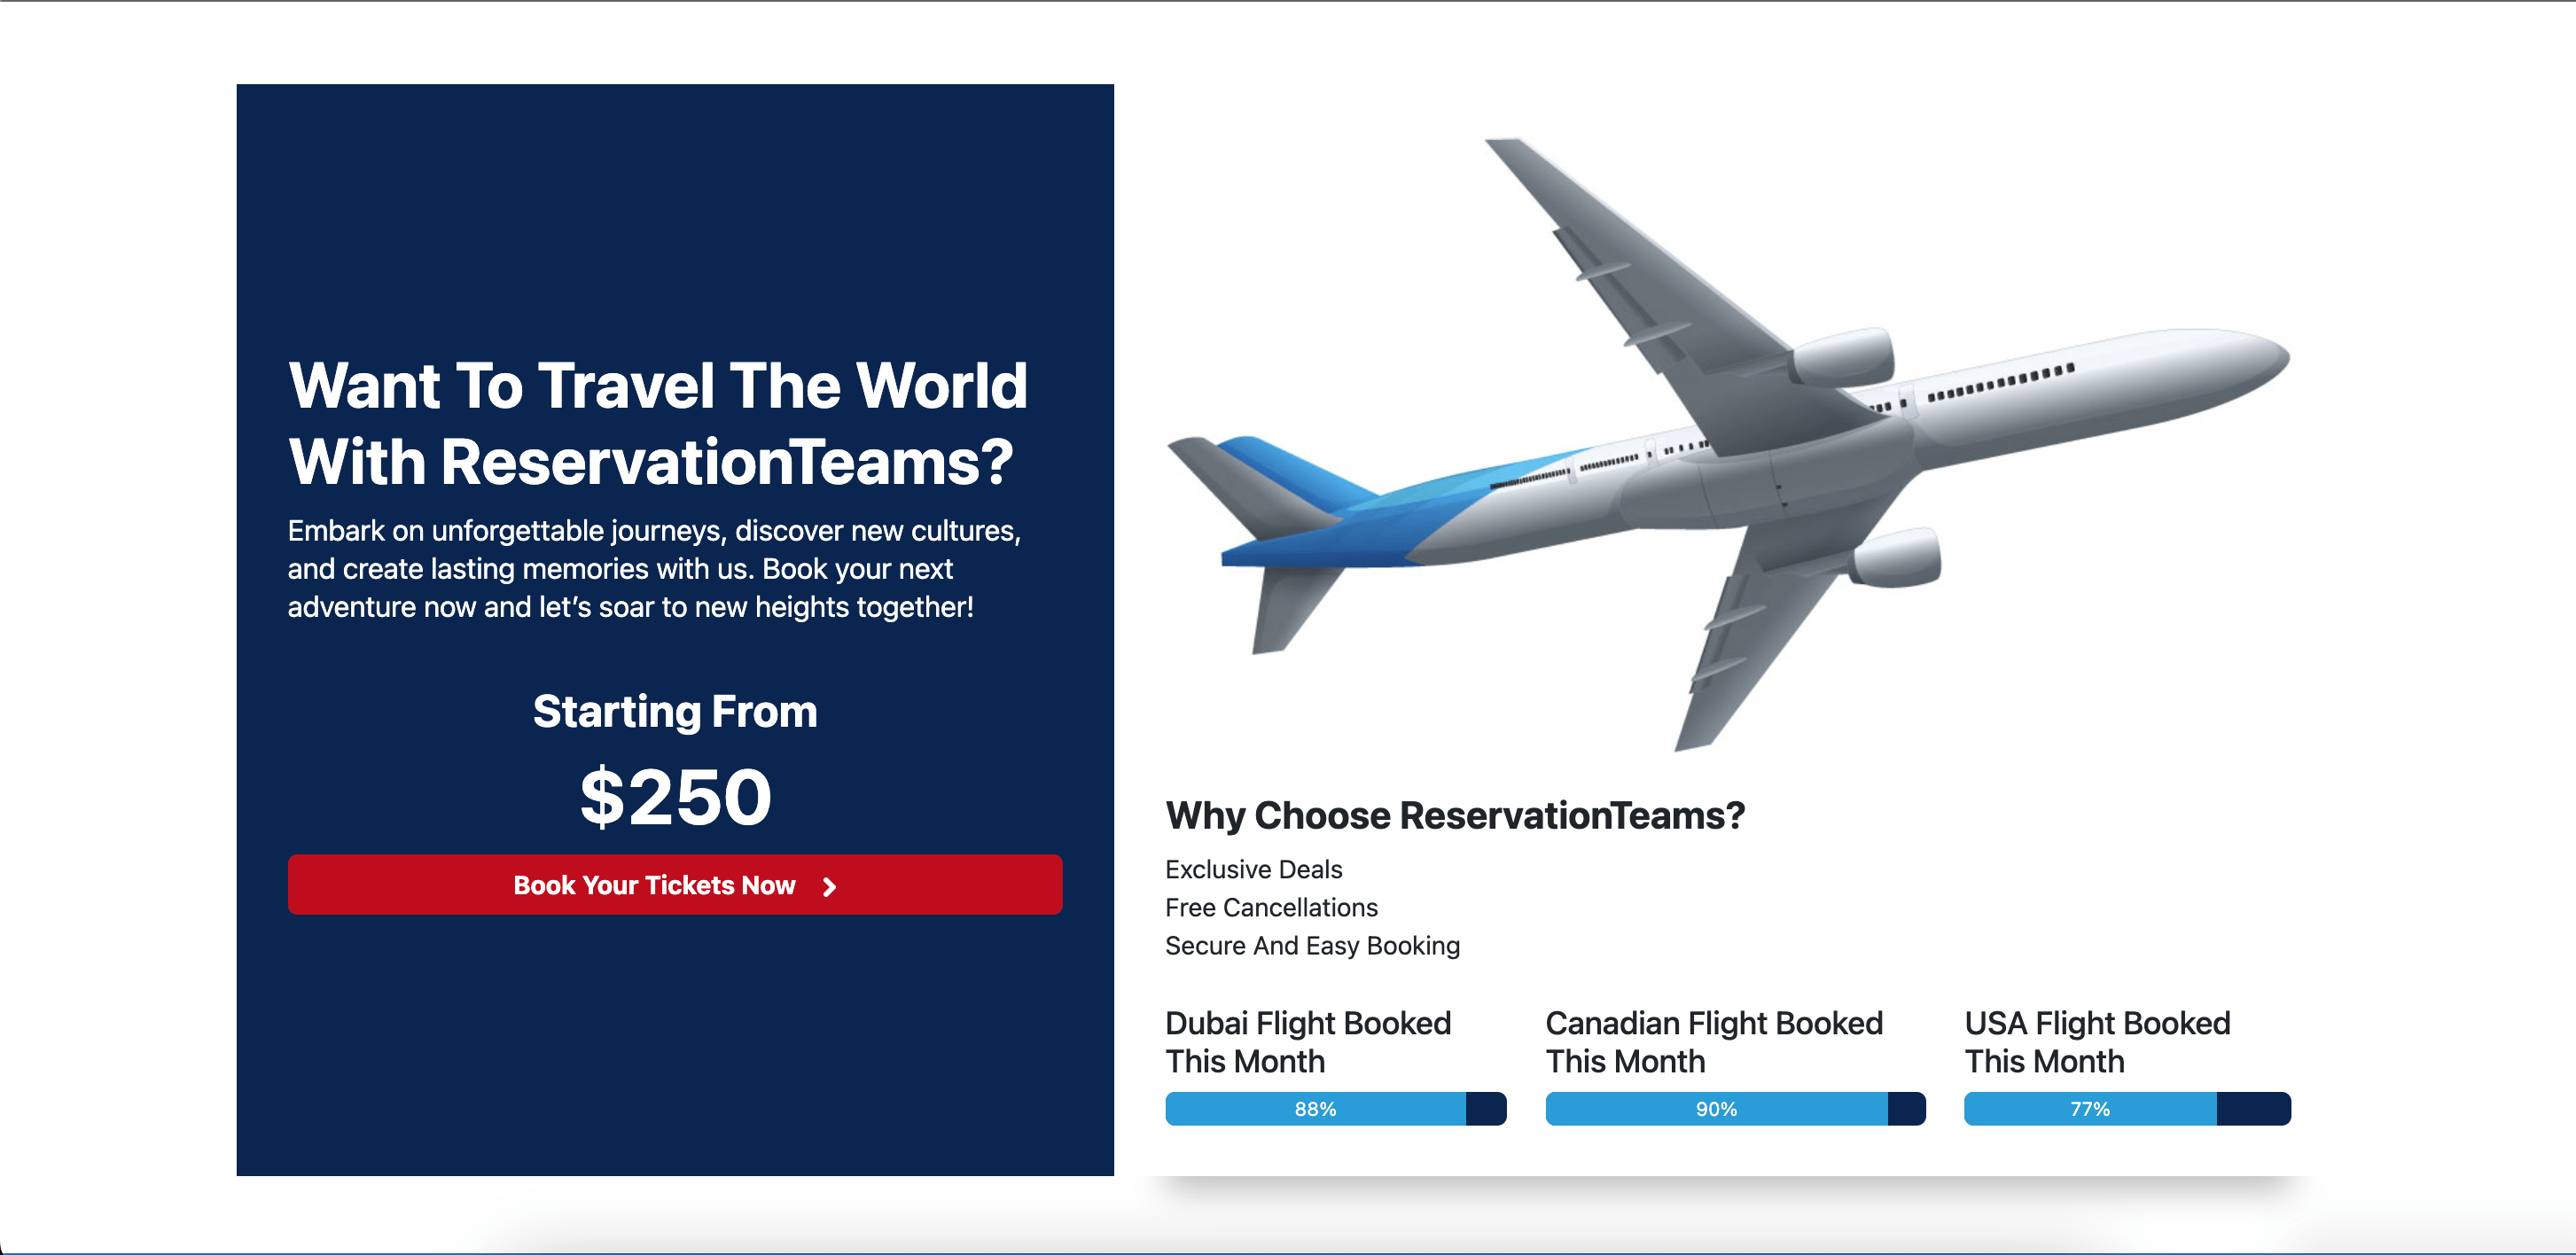 Want To Travel The World
With ReservationTeams?
Embark on unforgettable journeys, discover new cultures,
and create lasting memories with us. Book your next
adventure now and let’s soar to new heights together!
Starting From
$250
Book Your Tickets Now
Why Choose ReservationTeams?
Exclusive Deals
Free Cancellations
Secure And Easy Booking
Dubai Flight Booked
This Month
88%
Canadian Flight Booked
This Month
90%
USA Flight Booked
This Month
77%